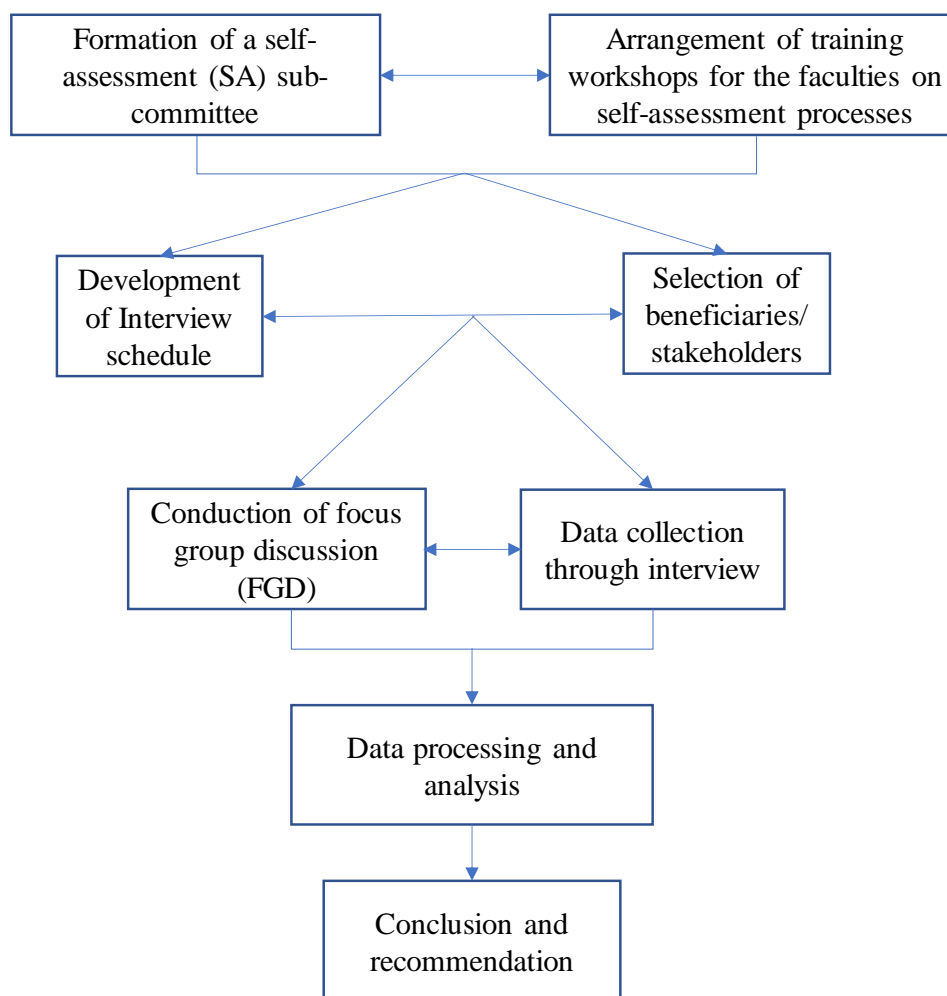 Formation of a self-
assessment (SA) sub-
committee
Arrangement of training
workshops for the faculties on
self-assessment processes
Development
of Interview
schedule
Selection of
beneficiaries/
stakeholders
Conduction of focus
group discussion
(FGD)
Data collection
through interview
Data processing and
analysis
Conclusion and
recommendation